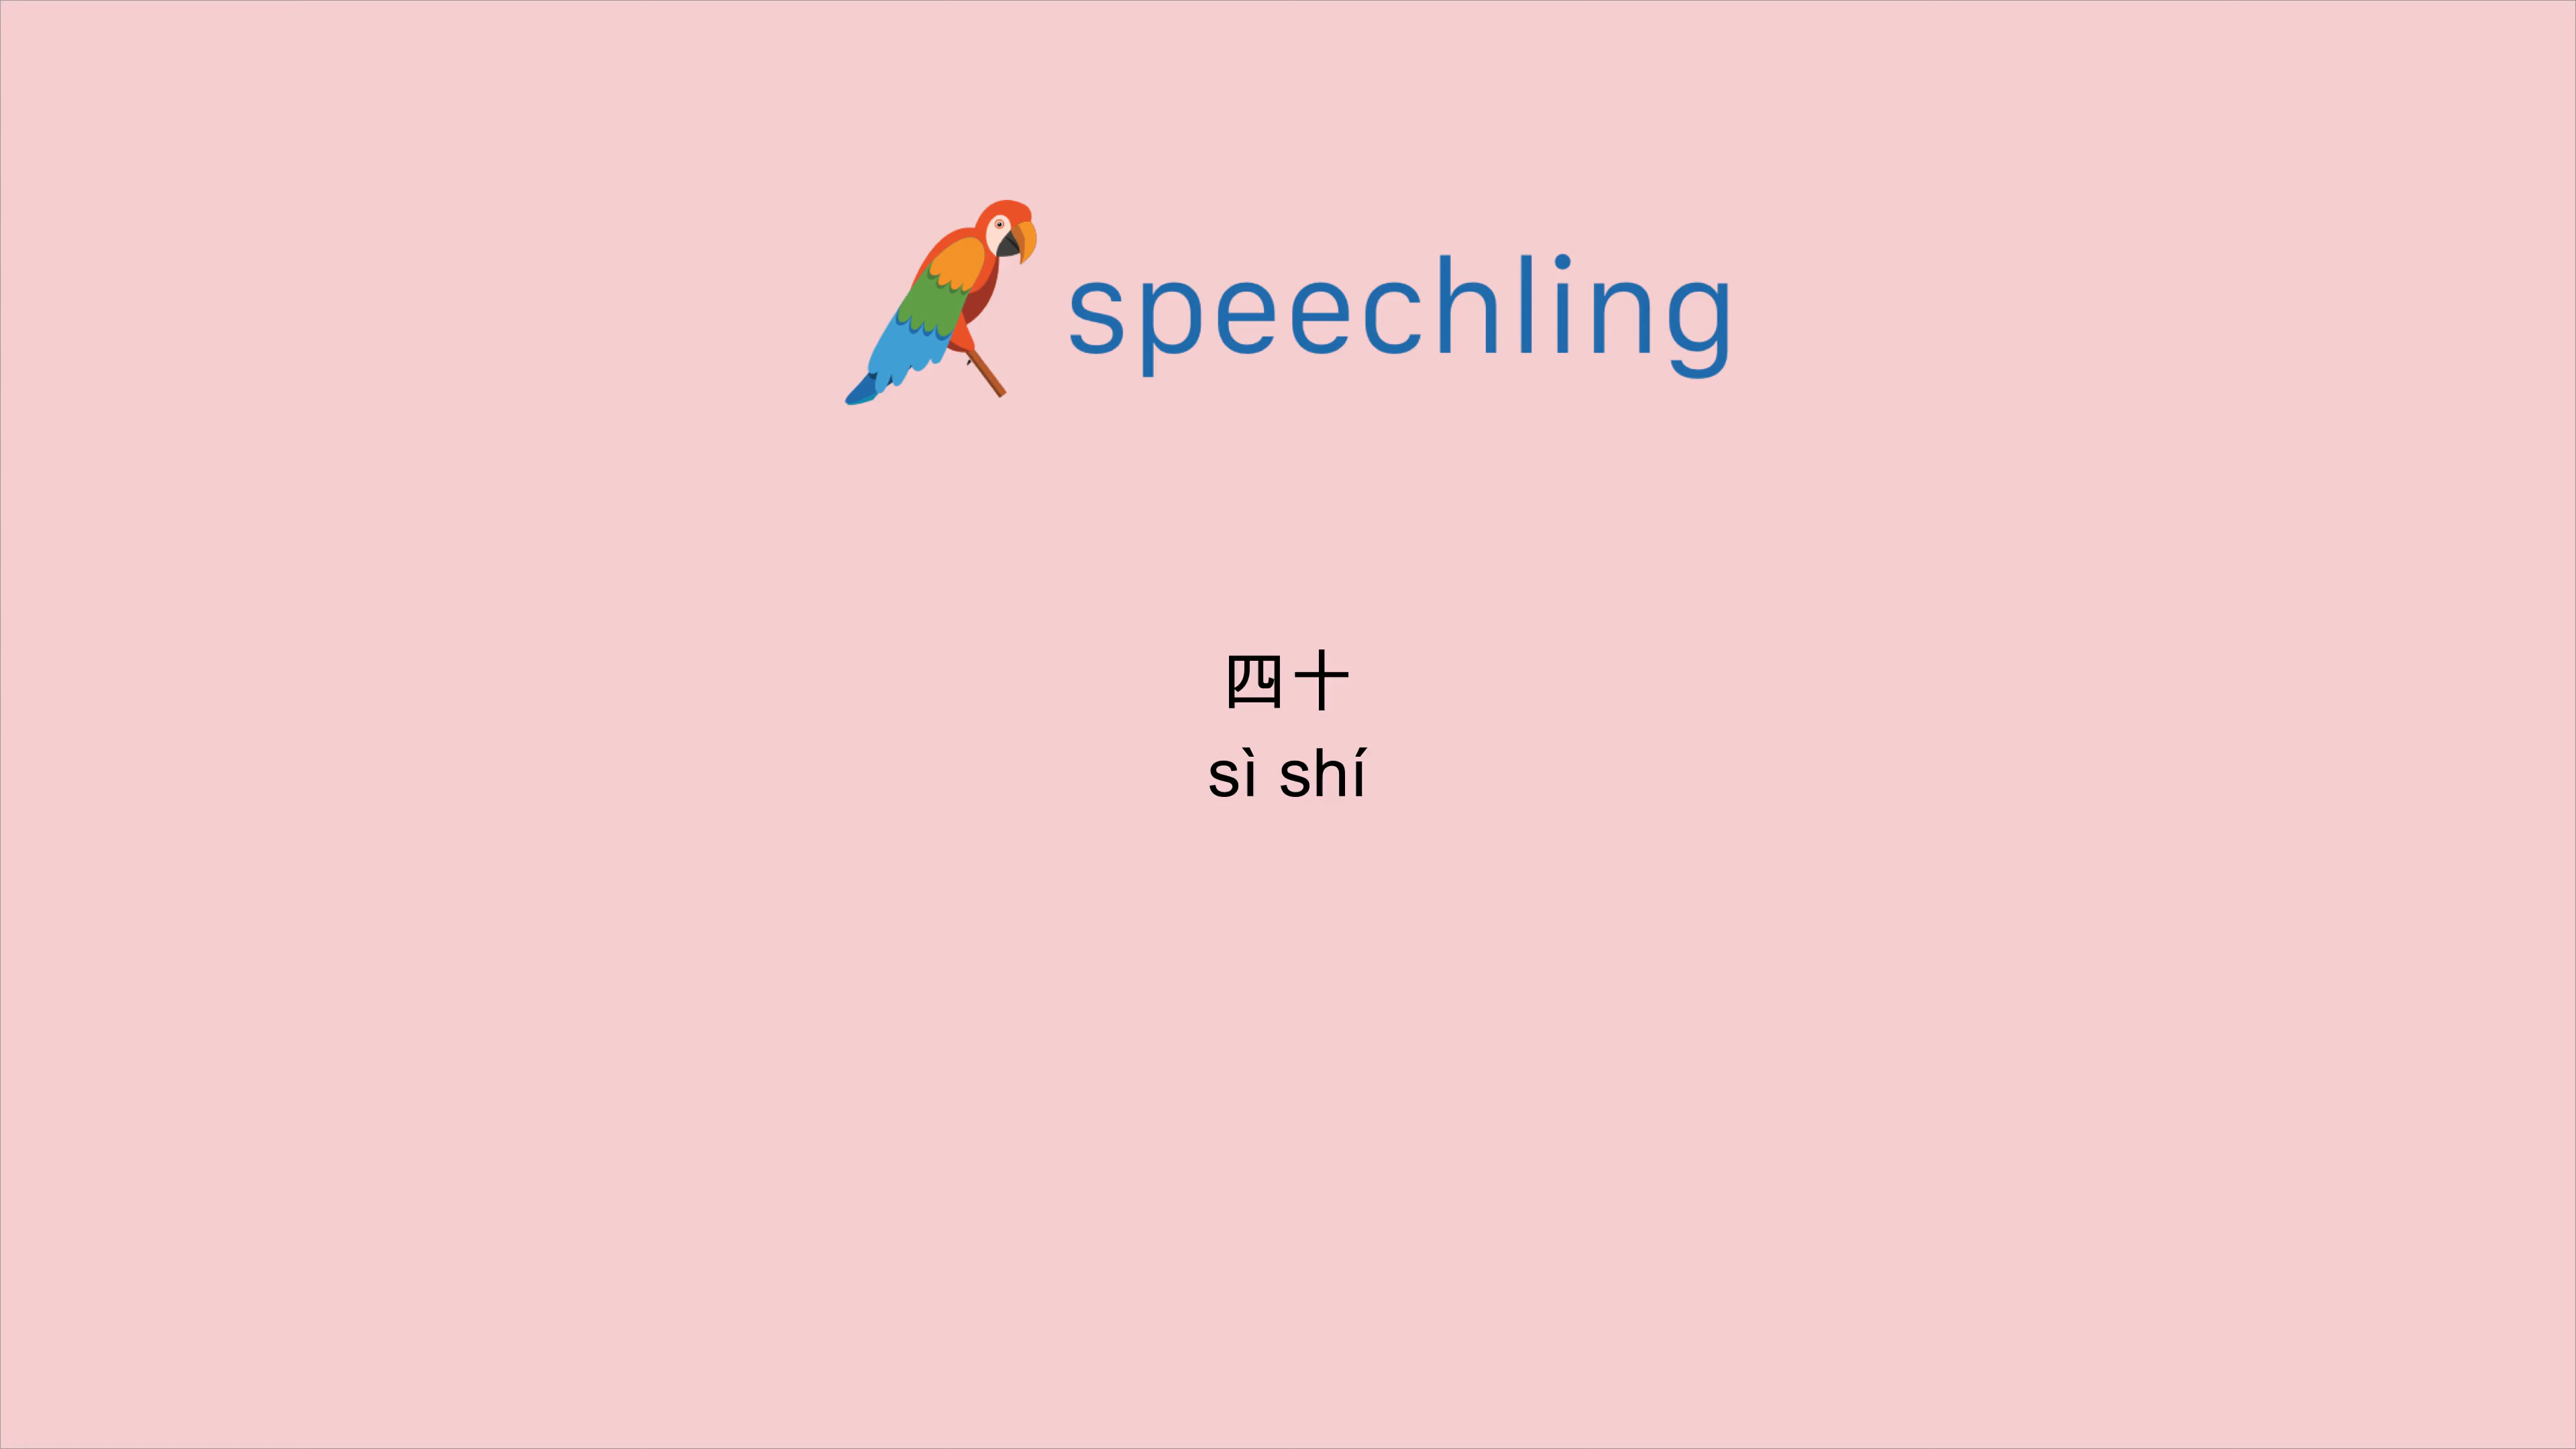 speechling
四十
sì shí